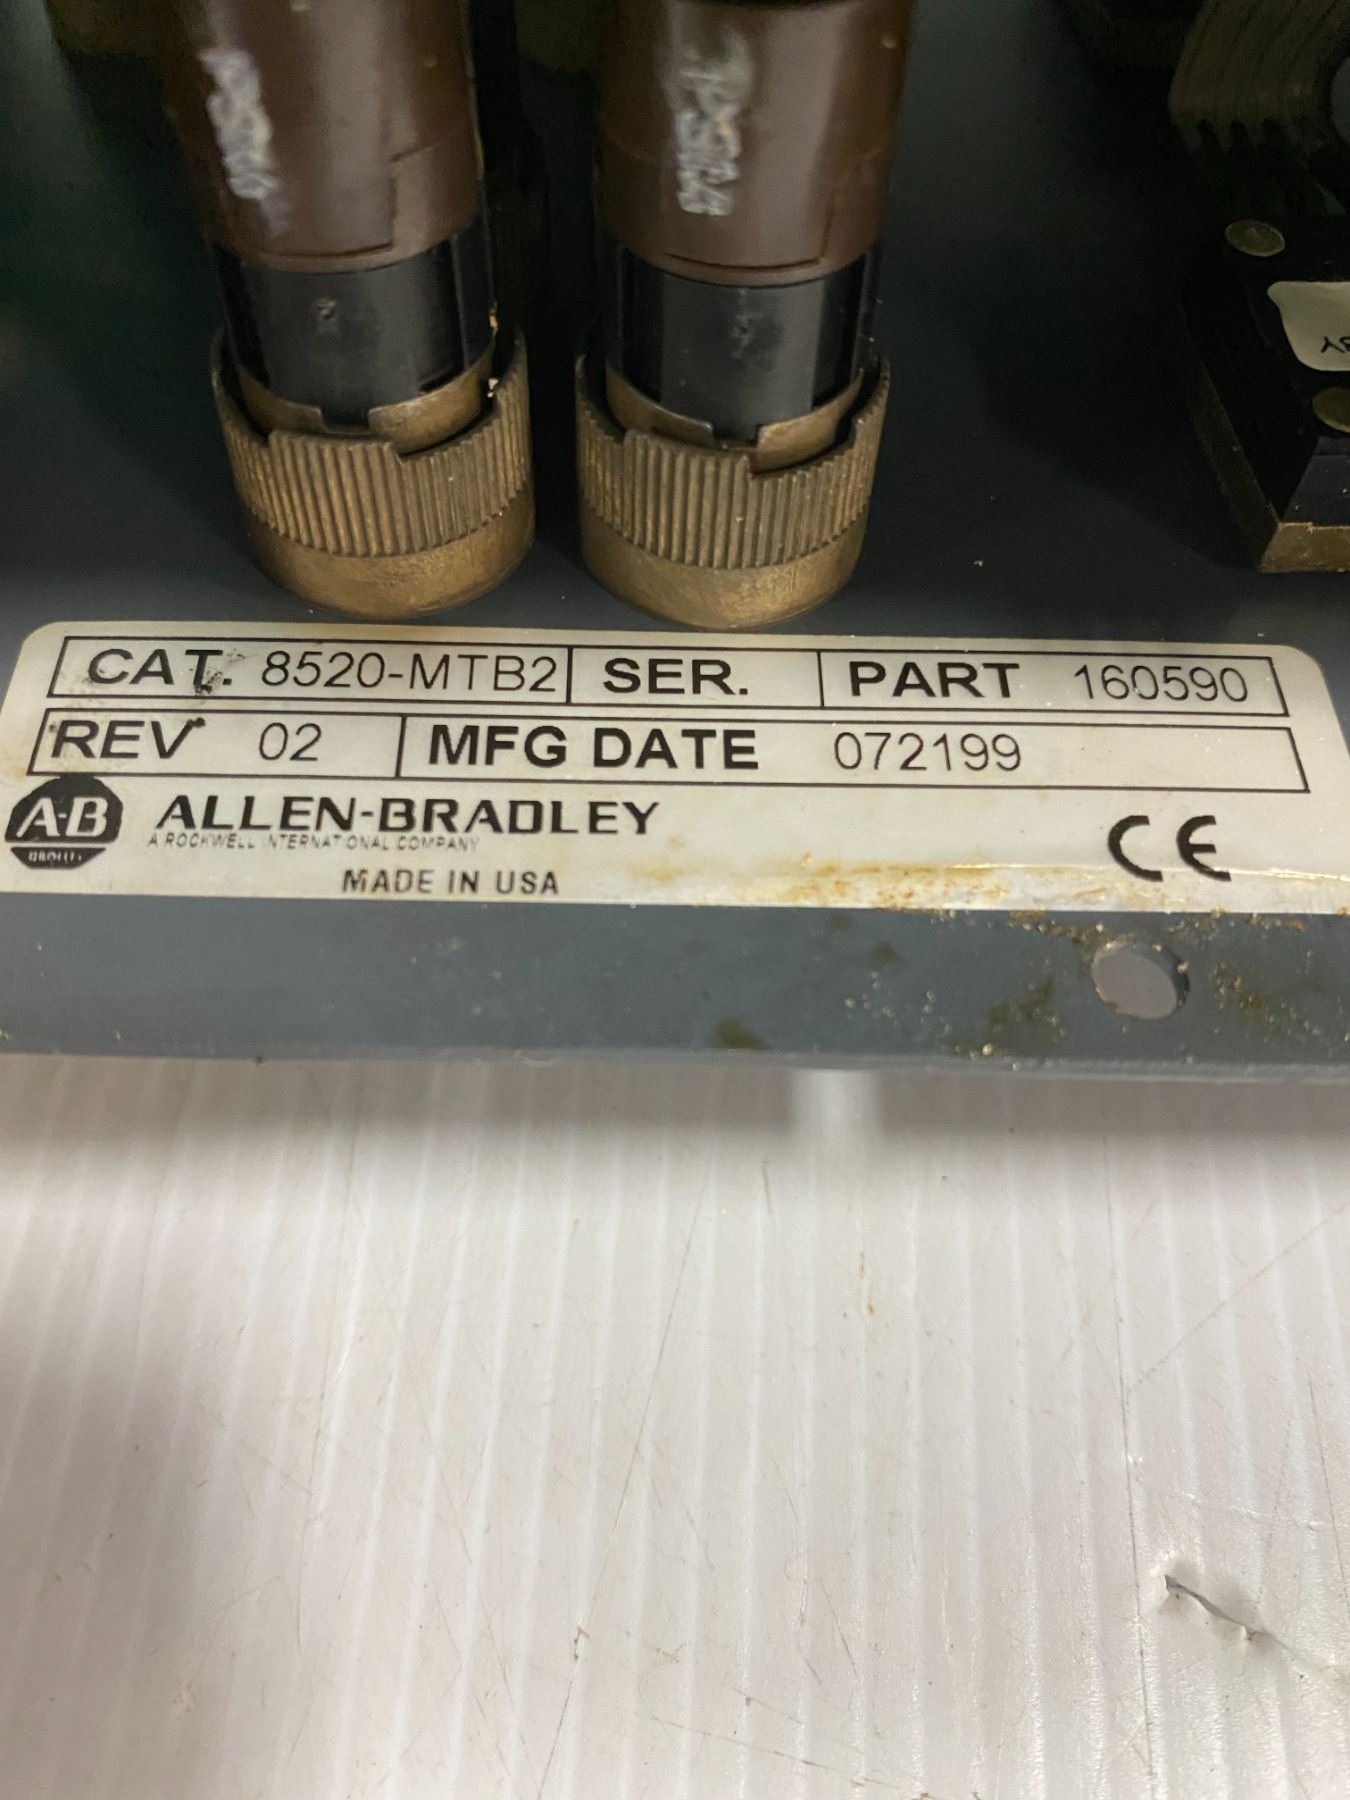 CAT. 8520-MTB2 SER. PART 160590
REV 02 MFG DATE 072199
A-B ALLEN-BRADLEY
A ROCKWELL INTERNATIONAL COMPANY
MADE IN USA
CE